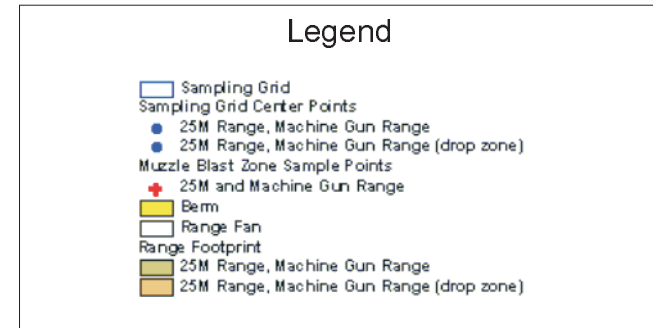 Legend
Sampling Grid
Sampling Grid Center Points
25M Range, Machine Gun Range
25M Range, Machine Gun Range (drop zone)
Muzzle Blast Zone Sample Points
25M and Machine Gun Range
Berm
Range Fan
Range Footprint
25M Range, Machine Gun Range
25M Range, Machine Gun Range (drop zone)